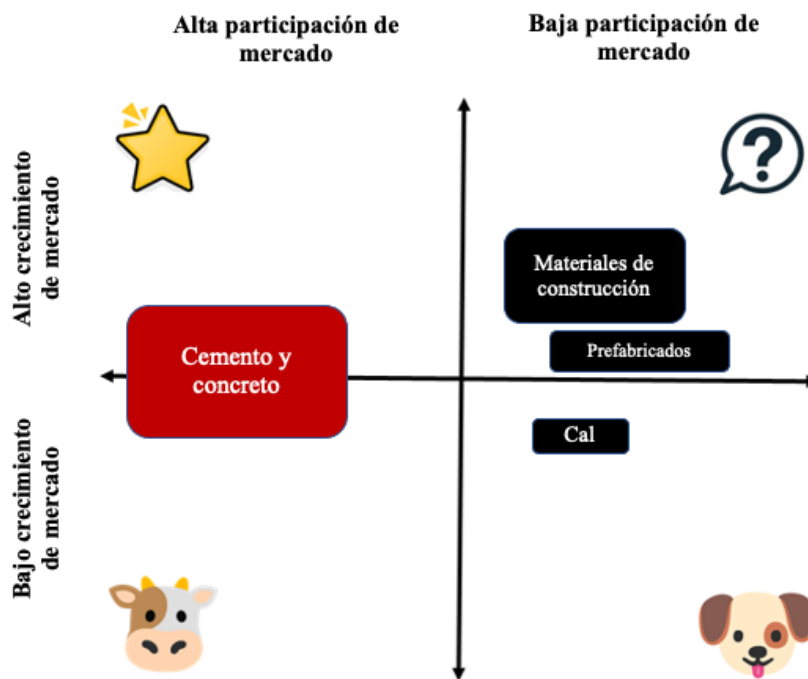 Alta participación de
mercado
Baja participación de
mercado
Alto crecimiento
de mercado
?
Materiales de
construcción
Prefabricados
Cemento y
concreto
Cal
Bajo crecimiento
de mercado